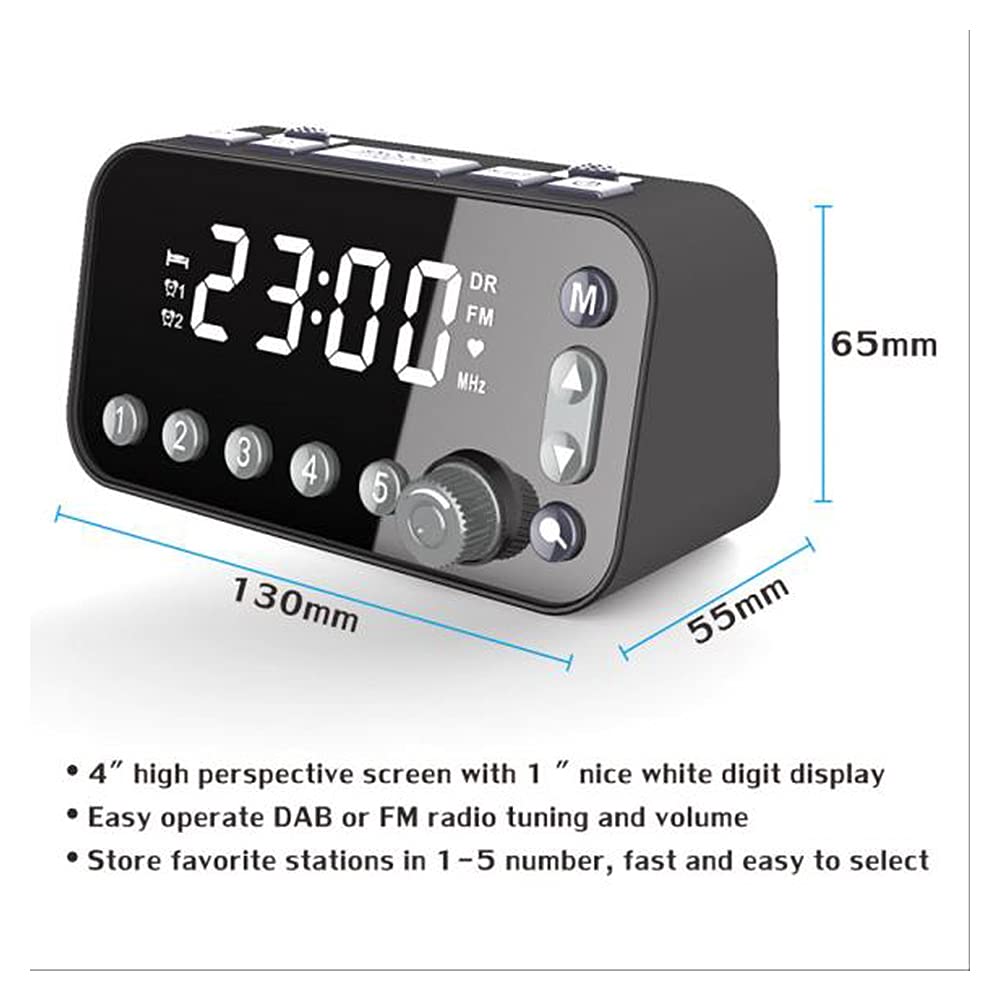 23:00
DR
FM
MHz
1
2
M
1
2
3
4
5
65mm
130mm
55mm
• 4″ high perspective screen with 1 ″ nice white digit display
• Easy operate DAB or FM radio tuning and volume
• Store favorite stations in 1-5 number, fast and easy to select